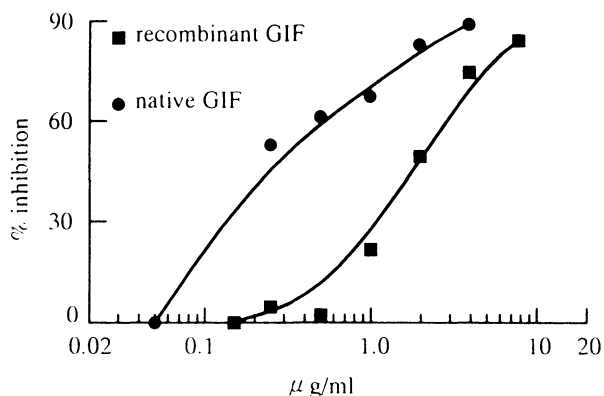 90
recombinant GIF
native GIF
60
30
0
% inhibition
0.02
0.1
1.0
10
20
μ g/ml